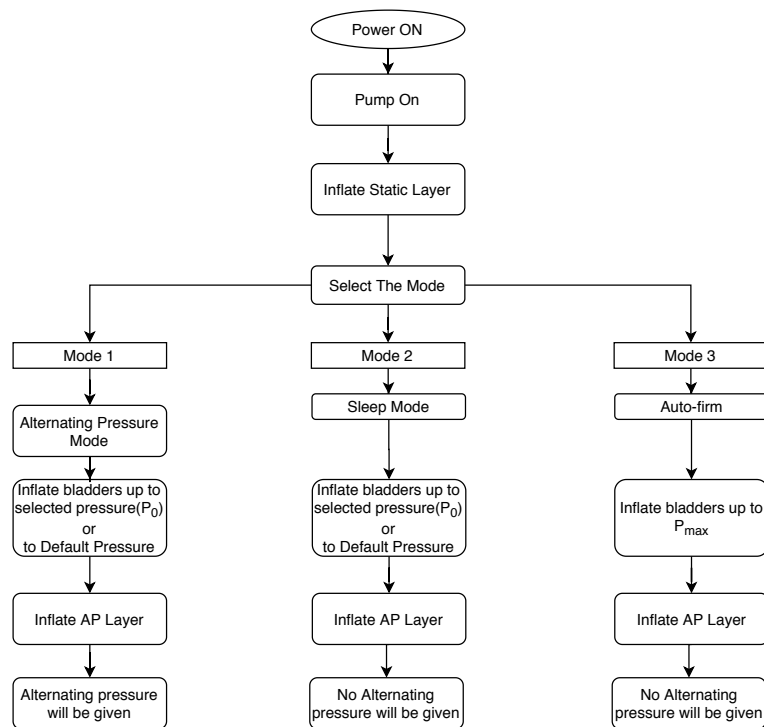 Power ON
Pump On
Inflate Static Layer
Select The Mode
Mode 1
Mode 2
Mode 3
Alternating Pressure
Mode
Sleep Mode
Auto-firm
Inflate bladders up to
selected pressure(P₀)
or
to Default Pressure
Inflate bladders up to
selected pressure(P₀)
or
to Default Pressure
Inflate bladders up to
Pₘₐₓ
Inflate AP Layer
Inflate AP Layer
Inflate AP Layer
Alternating pressure
will be given
No Alternating
pressure will be given
No Alternating
pressure will be given